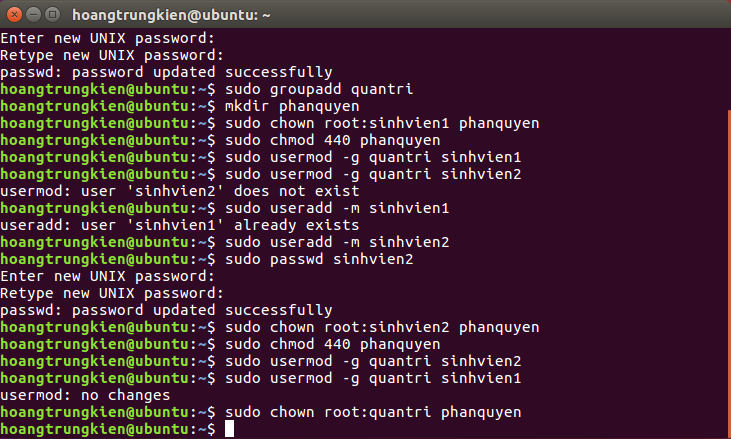 hoangtrungkien@ubuntu: ~
Enter new UNIX password:
Retype new UNIX password:
passwd: password updated successfully
hoangtrungkien@ubuntu:~$ sudo groupadd quantri
hoangtrungkien@ubuntu:~$ mkdir phanquyen
hoangtrungkien@ubuntu:~$ sudo chown root:sinhvien1 phanquyen
hoangtrungkien@ubuntu:~$ sudo chmod 440 phanquyen
hoangtrungkien@ubuntu:~$ sudo usermod -g quantri sinhvien1
hoangtrungkien@ubuntu:~$ sudo usermod -g quantri sinhvien2
usermod: user 'sinhvien2' does not exist
hoangtrungkien@ubuntu:~$ sudo useradd -m sinhvien1
useradd: user 'sinhvien1' already exists
hoangtrungkien@ubuntu:~$ sudo useradd -m sinhvien2
hoangtrungkien@ubuntu:~$ sudo passwd sinhvien2
Enter new UNIX password:
Retype new UNIX password:
passwd: password updated successfully
hoangtrungkien@ubuntu:~$ sudo chown root:sinhvien2 phanquyen
hoangtrungkien@ubuntu:~$ sudo chmod 440 phanquyen
hoangtrungkien@ubuntu:~$ sudo usermod -g quantri sinhvien2
hoangtrungkien@ubuntu:~$ sudo usermod -g quantri sinhvien1
usermod: no changes
hoangtrungkien@ubuntu:~$ sudo chown root:quantri phanquyen
hoangtrungkien@ubuntu:~$